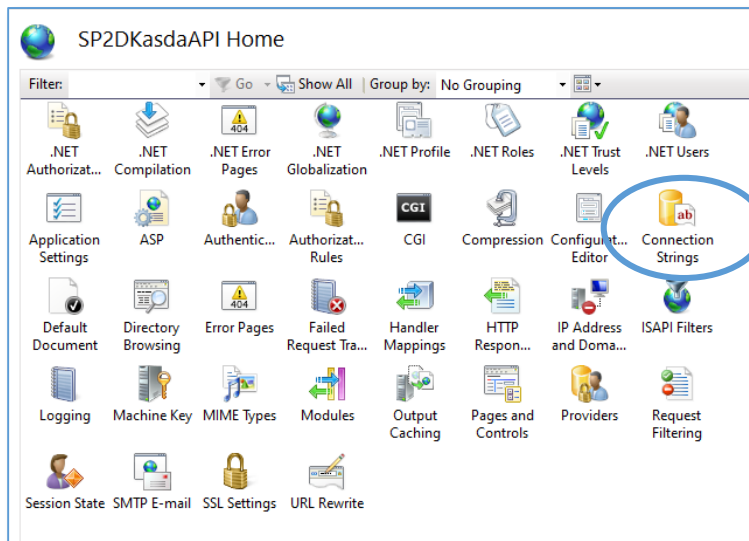 SP2DKasdaAPI Home
Filter: Go Show All Group by: No Grouping
.NET Authorizat...
.NET Compilation
404
.NET Error Pages
.NET Globalization
.NET Profile
.NET Roles
.NET Trust Levels
.NET Users
Application Settings
ASP
Authentic...
Authorizat... Rules
CGI
CGI
Compression
Configurat... Editor
ab
Connection Strings
Default Document
Directory Browsing
404
Error Pages
Failed Request Tra...
Handler Mappings
HTTP Respon...
IP Address and Doma...
ISAPI Filters
Logging
Machine Key
MIME Types
Modules
Output Caching
Pages and Controls
Providers
Request Filtering
Session State
SMTP E-mail
SSL Settings
URL Rewrite